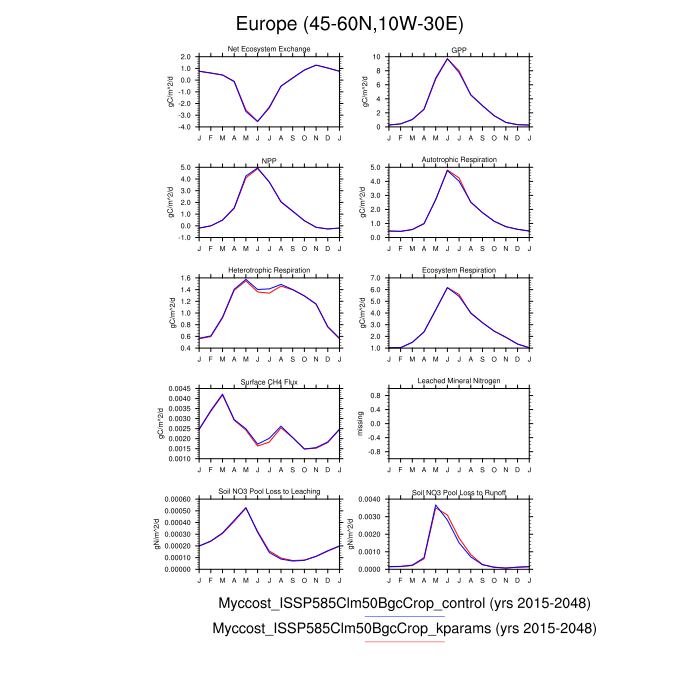 Europe (45-60N,10W-30E)
Net Ecosystem Exchange
GPP
gC/m^2/d
2.0
1.0
0.0
-1.0
-2.0
-3.0
-4.0
J F M A M J J A S O N D J
gC/m^2/d
10
8
6
4
2
0
J F M A M J J A S O N D J
NPP
Autotrophic Respiration
gC/m^2/d
5.0
4.0
3.0
2.0
1.0
0.0
-1.0
J F M A M J J A S O N D J
gC/m^2/d
5.0
4.0
3.0
2.0
1.0
0.0
J F M A M J J A S O N D J
Heterotrophic Respiration
Ecosystem Respiration
gC/m^2/d
1.6
1.4
1.2
1.0
0.8
0.6
0.4
J F M A M J J A S O N D J
gC/m^2/d
7.0
6.0
5.0
4.0
3.0
2.0
1.0
J F M A M J J A S O N D J
Surface CH4 Flux
Leached Mineral Nitrogen
gC/m^2/d
0.0045
0.0040
0.0035
0.0030
0.0025
0.0020
0.0015
0.0010
J F M A M J J A S O N D J
missing
0.8
0.4
0.0
-0.4
-0.8
J F M A M J J A S O N D J
Soil NO3 Pool Loss to Leaching
Soil NO3 Pool Loss to Runoff
gN/m^2/d
0.00060
0.00050
0.00040
0.00030
0.00020
0.00010
0.00000
J F M A M J J A S O N D J
gN/m^2/d
0.0040
0.0030
0.0020
0.0010
0.0000
J F M A M J J A S O N D J
Myccost_ISSP585Clm50BgcCrop_control (yrs 2015-2048)
Myccost_ISSP585Clm50BgcCrop_kparams (yrs 2015-2048)